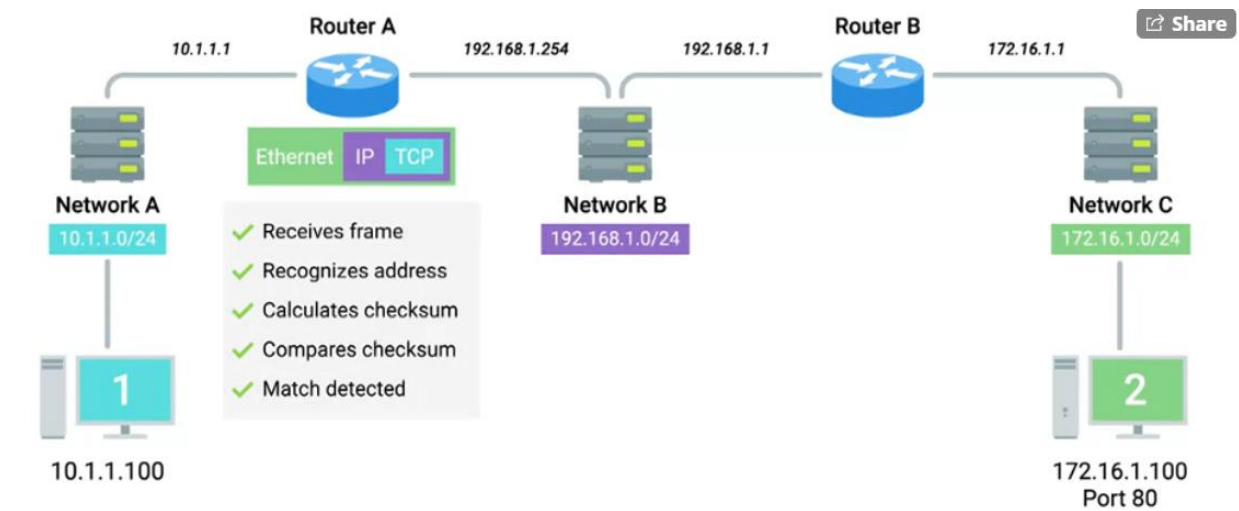 Share
Router A
Router B
10.1.1.1
192.168.1.254
192.168.1.1
172.16.1.1
Ethernet IP TCP
Network A
Network B
Network C
10.1.1.0/24
192.168.1.0/24
172.16.1.0/24
Receives frame
Recognizes address
Calculates checksum
Compares checksum
Match detected
1
2
10.1.1.100
172.16.1.100
Port 80